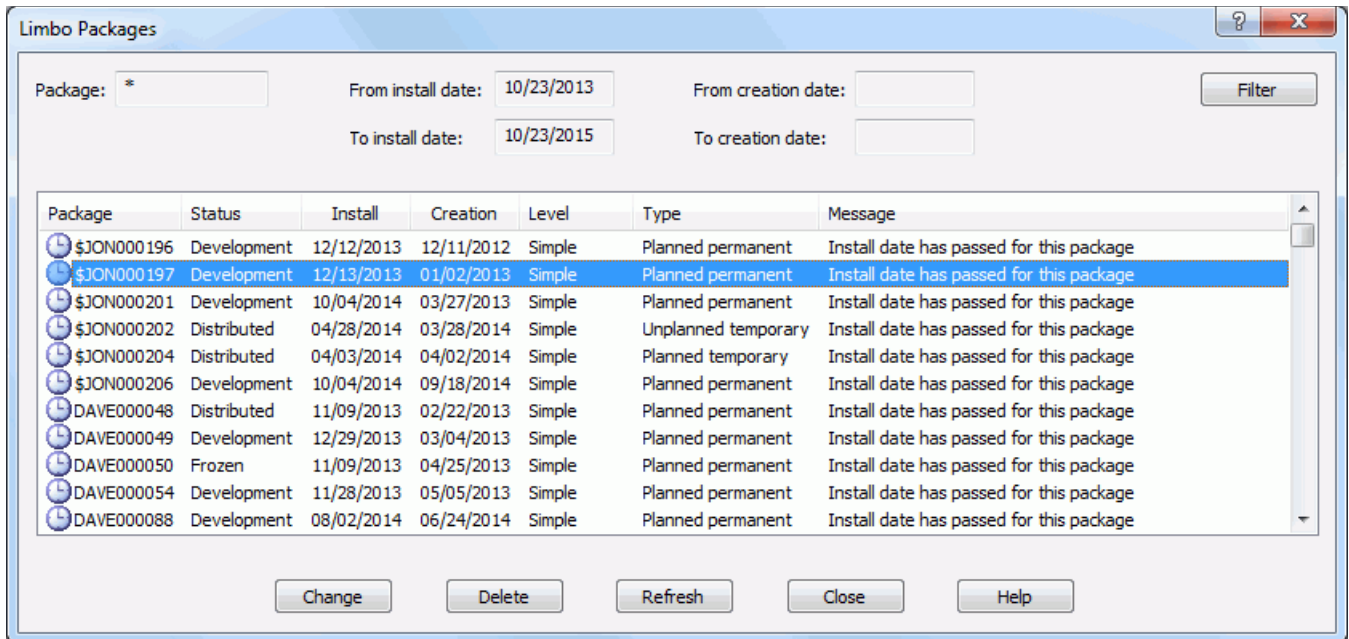 Limbo Packages
Package: * From install date: 10/23/2013 From creation date: Filter
To install date: 10/23/2015 To creation date:
Package Status Install Creation Level Type Message
$JON000196 Development 12/12/2013 12/11/2012 Simple Planned permanent Install date has passed for this package
$JON000197 Development 12/13/2013 01/02/2013 Simple Planned permanent Install date has passed for this package
$JON000201 Development 10/04/2014 03/27/2013 Simple Planned permanent Install date has passed for this package
$JON000202 Distributed 04/28/2014 03/28/2014 Simple Unplanned temporary Install date has passed for this package
$JON000204 Distributed 04/03/2014 04/02/2014 Simple Planned temporary Install date has passed for this package
$JON000206 Development 10/04/2014 09/18/2014 Simple Planned permanent Install date has passed for this package
DAVE000048 Distributed 11/09/2013 02/22/2013 Simple Planned permanent Install date has passed for this package
DAVE000049 Development 12/29/2013 03/04/2013 Simple Planned permanent Install date has passed for this package
DAVE000050 Frozen 11/09/2013 04/25/2013 Simple Planned permanent Install date has passed for this package
DAVE000054 Development 11/28/2013 05/05/2013 Simple Planned permanent Install date has passed for this package
DAVE000088 Development 08/02/2014 06/24/2014 Simple Planned permanent Install date has passed for this package
Change Delete Refresh Close Help